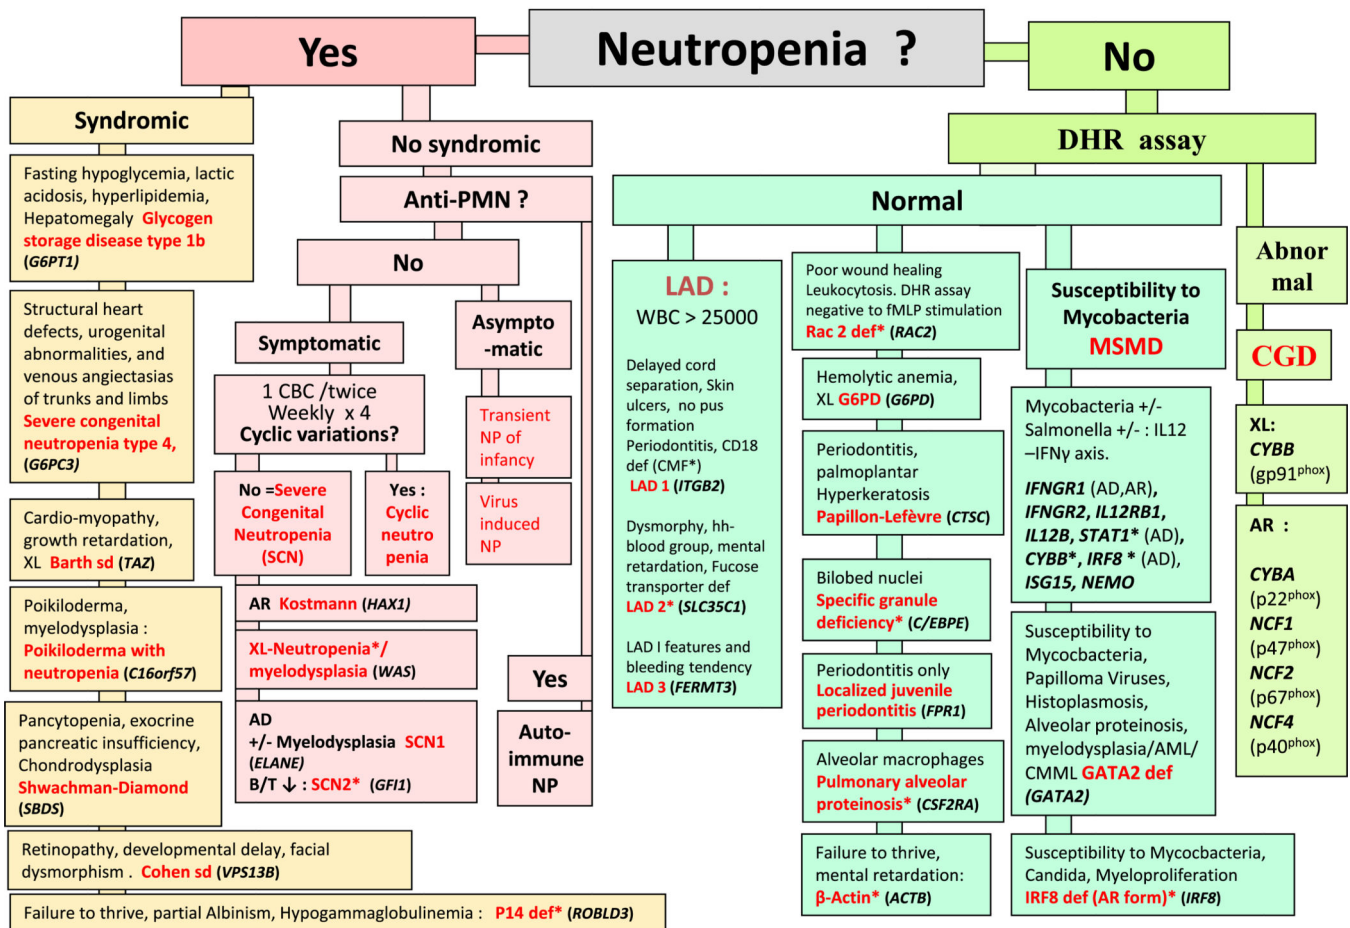 Neutropenia ?
Yes
No
Syndromic
Fasting hypoglycemia, lactic
acidosis, hyperlipidemia,
Hepatomegaly Glycogen
storage disease type 1b
(G6PT1)
Structural heart
defects, urogenital
abnormalities, and
venous angiectasias
of trunks and limbs
Severe congenital
neutropenia type 4,
(G6PC3)
Cardio-myopathy,
growth retardation,
XL Barth sd (TAZ)
Poikiloderma,
myelodysplasia :
Poikiloderma with
neutropenia (C16orf57)
Pancytopenia, exocrine
pancreatic insufficiency,
Chondrodysplasia
Shwachman-Diamond
(SBDS)
Retinopathy, developmental delay, facial
dysmorphism . Cohen sd (VPS13B)
Failure to thrive, partial Albinism, Hypogammaglobulinemia : P14 def* (ROBLD3)
No syndromic
Anti-PMN ?
No
Symptomatic
1 CBC /twice
Weekly x 4
Cyclic variations?
No =Severe
Congenital
Neutropenia
(SCN)
Yes :
Cyclic
neutro
penia
AR Kostmann (HAX1)
XL-Neutropenia*/
myelodysplasia (WAS)
AD
+/- Myelodysplasia SCN1
(ELANE)
B/T ↓ : SCN2* (GFI1)
Asympto
-matic
Transient
NP of
infancy
Virus
induced
NP
Yes
Auto-
immune
NP
DHR assay
Normal
LAD :
WBC > 25000
Delayed cord
separation, Skin
ulcers, no pus
formation
Periodontitis, CD18
def (CMF*)
LAD 1 (ITGB2)
Dysmorphy, hh-
blood group, mental
retardation, Fucose
transporter def
LAD 2* (SLC35C1)
LAD I features and
bleeding tendency
LAD 3 (FERMT3)
Poor wound healing
Leukocytosis. DHR assay
negative to fMLP stimulation
Rac 2 def* (RAC2)
Hemolytic anemia,
XL G6PD (G6PD)
Periodontitis,
palmoplantar
Hyperkeratosis
Papillon-Lefèvre (CTSC)
Bilobed nuclei
Specific granule
deficiency* (C/EBPE)
Periodontitis only
Localized juvenile
periodontitis (FPR1)
Alveolar macrophages
Pulmonary alveolar
proteinosis* (CSF2RA)
Failure to thrive,
mental retardation:
β-Actin* (ACTB)
Susceptibility to
Mycobacteria
MSMD
Mycobacteria +/-
Salmonella +/- : IL12
–IFNγ axis.
IFNGR1 (AD,AR),
IFNGR2, IL12RB1,
IL12B, STAT1* (AD),
CYBB*, IRF8 * (AD),
ISG15, NEMO
Susceptibility to
Mycocbacteria,
Papilloma Viruses,
Histoplasmosis,
Alveolar proteinosis,
myelodysplasia/AML/
CMML GATA2 def
(GATA2)
Susceptibility to Mycocbacteria,
Candida, Myeloproliferation
IRF8 def (AR form)* (IRF8)
Abnor
mal
CGD
XL:
CYBB
(gp91phox)
AR :
CYBA
(p22phox)
NCF1
(p47phox)
NCF2
(p67phox)
NCF4
(p40phox)